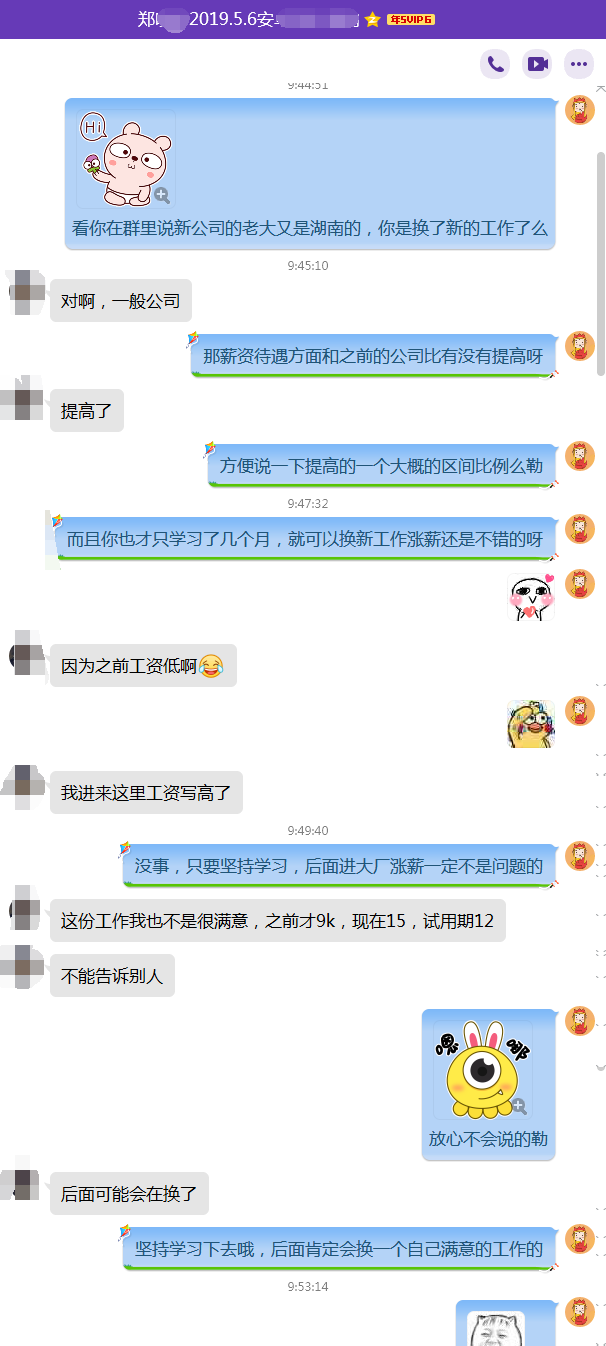 郑 2019.5.6安 年SVIP6
9:44:51
Hi
看你在群里说新公司的老大又是湖南的，你是换了新的工作了么
9:45:10
对啊，一般公司
那薪资待遇方面和之前的公司比有没有提高呀
提高了
方便说一下提高的一个大概的区间比例么勒
9:47:32
而且你也才只学习了几个月，就可以换新工作涨薪还是不错的呀
因为之前工资低啊😂
我进来这里工资写高了
9:49:40
没事，只要坚持学习，后面进大厂涨薪一定不是问题的
这份工作我也不是很满意，之前才9k，现在15，试用期12
不能告诉别人
嗯 哪
放心不会说的勒
后面可能会在换了
坚持学习下去哦，后面肯定会换一个自己满意的工作的
9:53:14